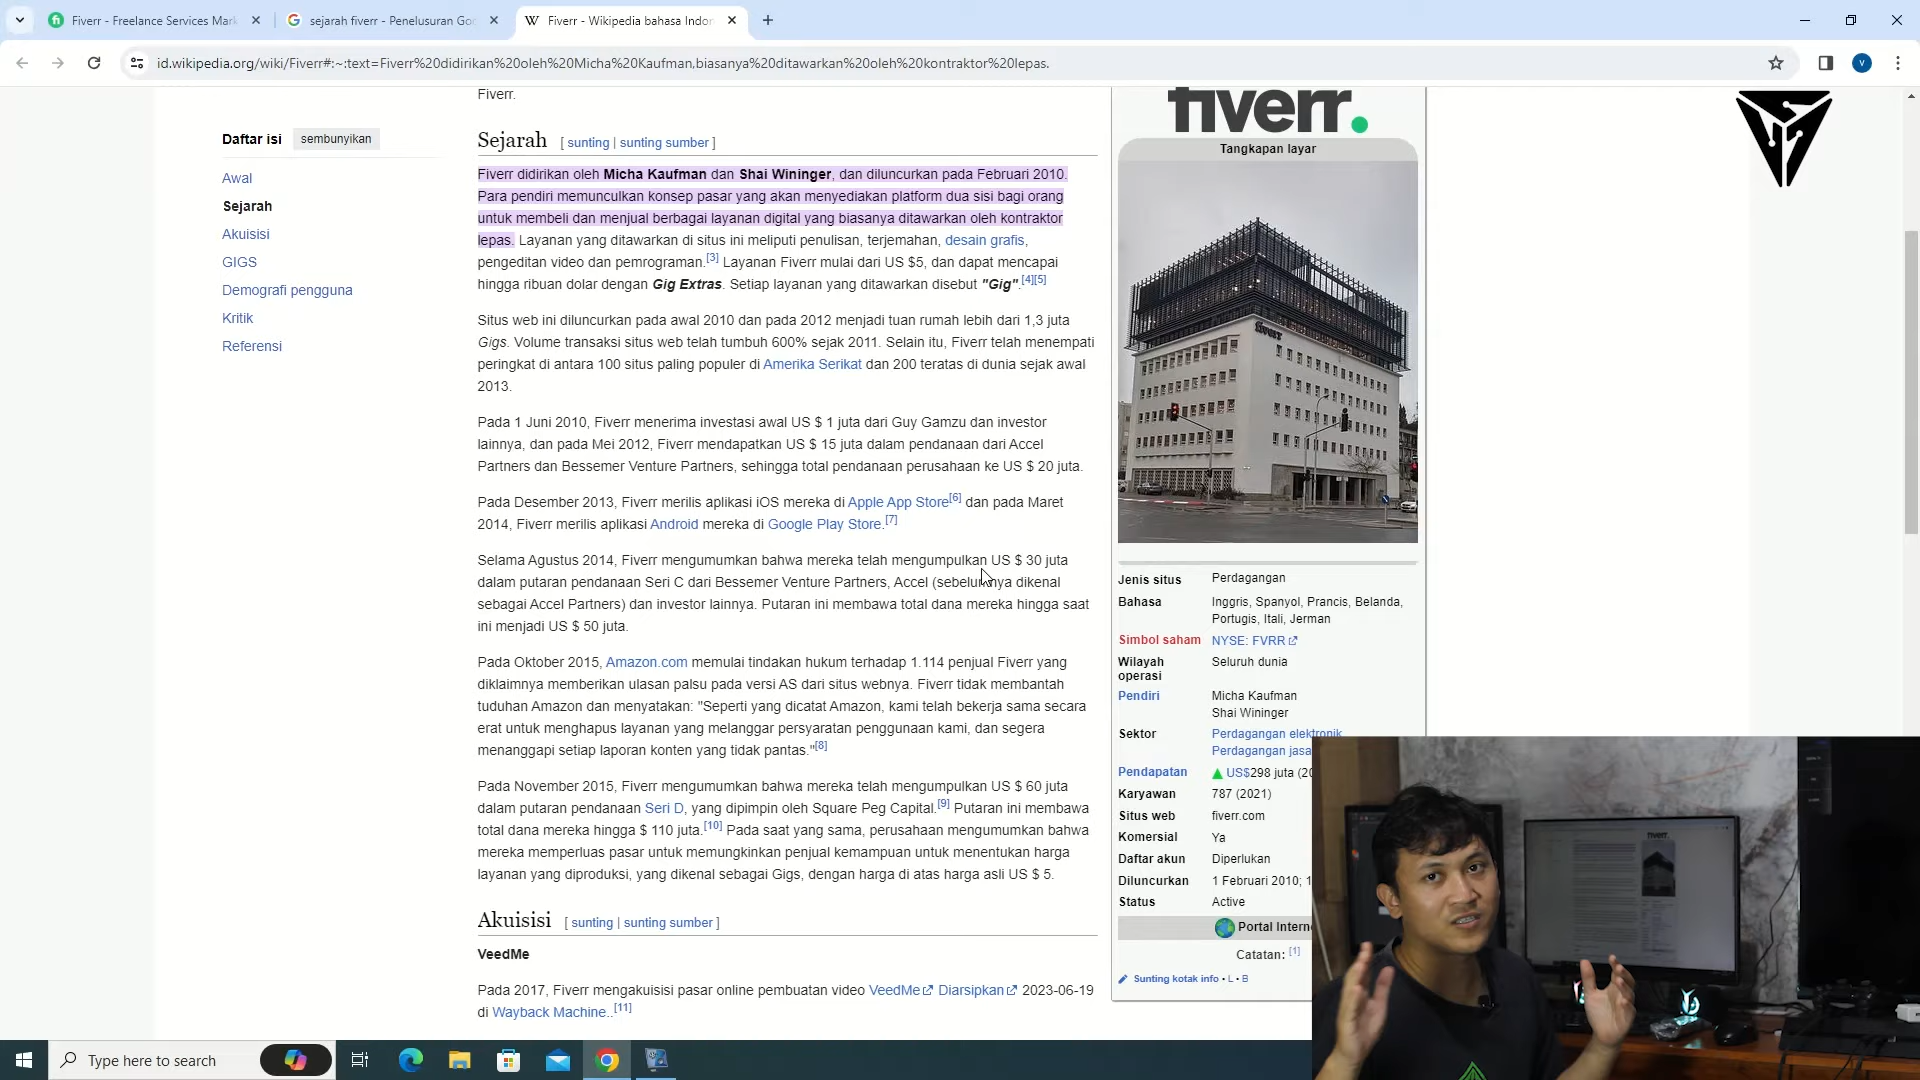 Fiverr - Freelance Services Mark
sejarah fiverr - Penelusuran Goo
Fiverr - Wikipedia bahasa Indon
id.wikipedia.org/wiki/Fiverr#:~:text=Fiverr%20didirikan%20oleh%20Micha%20Kaufman,biasanya%20ditawarkan%20oleh%20kontraktor%20lepas.
V
Fiverr.
Daftar isi
sembunyikan
Awal
Sejarah
Akuisisi
GIGS
Demografi pengguna
Kritik
Referensi
Sejarah [ sunting | sunting sumber ]
Fiverr didirikan oleh Micha Kaufman dan Shai Wininger, dan diluncurkan pada Februari 2010.
Para pendiri memunculkan konsep pasar yang akan menyediakan platform dua sisi bagi orang
untuk membeli dan menjual berbagai layanan digital yang biasanya ditawarkan oleh kontraktor
lepas. Layanan yang ditawarkan di situs ini meliputi penulisan, terjemahan, desain grafis,
pengeditan video dan pemrograman.[3] Layanan Fiverr mulai dari US $5, dan dapat mencapai
hingga ribuan dolar dengan Gig Extras. Setiap layanan yang ditawarkan disebut "Gig".[4][5]
Situs web ini diluncurkan pada awal 2010 dan pada 2012 menjadi tuan rumah lebih dari 1,3 juta
Gigs. Volume transaksi situs web telah tumbuh 600% sejak 2011. Selain itu, Fiverr telah menempati
peringkat di antara 100 situs paling populer di Amerika Serikat dan 200 teratas di dunia sejak awal
2013.
Pada 1 Juni 2010, Fiverr menerima investasi awal US $ 1 juta dari Guy Gamzu dan investor
lainnya, dan pada Mei 2012, Fiverr mendapatkan US $ 15 juta dalam pendanaan dari Accel
Partners dan Bessemer Venture Partners, sehingga total pendanaan perusahaan ke US $ 20 juta.
Pada Desember 2013, Fiverr merilis aplikasi iOS mereka di Apple App Store[6] dan pada Maret
2014, Fiverr merilis aplikasi Android mereka di Google Play Store.[7]
Selama Agustus 2014, Fiverr mengumumkan bahwa mereka telah mengumpulkan US $ 30 juta
dalam putaran pendanaan Seri C dari Bessemer Venture Partners, Accel (sebelumnya dikenal
sebagai Accel Partners) dan investor lainnya. Putaran ini membawa total dana mereka hingga saat
ini menjadi US $ 50 juta.
Pada Oktober 2015, Amazon.com memulai tindakan hukum terhadap 1.114 penjual Fiverr yang
diklaimnya memberikan ulasan palsu pada versi AS dari situs webnya. Fiverr tidak membantah
tuduhan Amazon dan menyatakan: "Seperti yang dicatat Amazon, kami telah bekerja sama secara
erat untuk menghapus layanan yang melanggar persyaratan penggunaan kami, dan segera
menanggapi setiap laporan konten yang tidak pantas."[8]
Pada November 2015, Fiverr mengumumkan bahwa mereka telah mengumpulkan US $ 60 juta
dalam putaran pendanaan Seri D, yang dipimpin oleh Square Peg Capital.[9] Putaran ini membawa
total dana mereka hingga $ 110 juta.[10] Pada saat yang sama, perusahaan mengumumkan bahwa
mereka memperluas pasar untuk memungkinkan penjual kemampuan untuk menentukan harga
layanan yang diproduksi, yang dikenal sebagai Gigs, dengan harga di atas harga asli US $ 5.
Akuisisi [ sunting | sunting sumber ]
VeedMe
Pada 2017, Fiverr mengakuisisi pasar online pembuatan video VeedMe Diarsipkan 2023-06-19
di Wayback Machine..[11]
fiverr.
Tangkapan layar
fiverr
Jenis situs Perdagangan
Bahasa Inggris, Spanyol, Prancis, Belanda,
Portugis, Itali, Jerman
Simbol saham NYSE: FVRR
Wilayah Seluruh dunia
operasi
Pendiri Micha Kaufman
Shai Wininger
Sektor Perdagangan elektronik
Perdagangan jasa
Pendapatan US$298 juta (20
Karyawan 787 (2021)
Situs web fiverr.com
Komersial Ya
Daftar akun Diperlukan
Diluncurkan 1 Februari 2010; 1
Status Active
Portal Intern
Catatan: [1]
Sunting kotak info • L • B
fiverr.
Type here to search